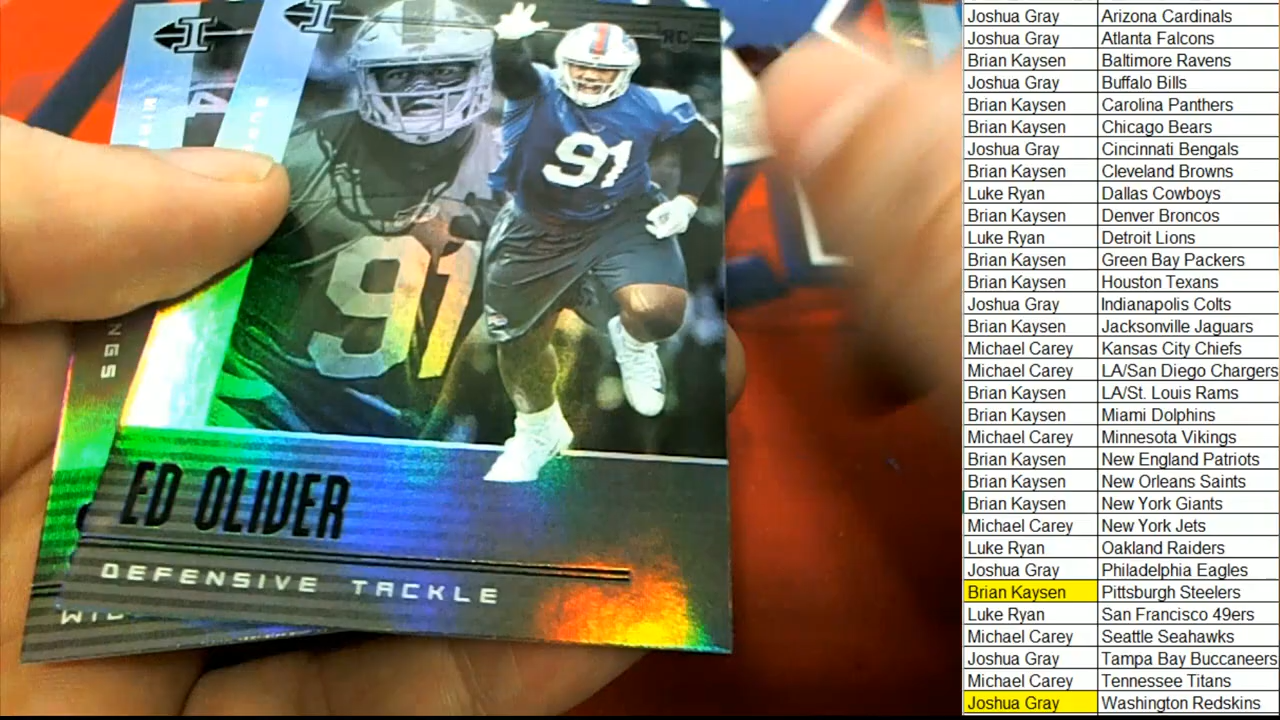 RC
91
91
NGS
ED OLIVER
DEFENSIVE TACKLE
Joshua Gray Arizona Cardinals
Joshua Gray Atlanta Falcons
Brian Kaysen Baltimore Ravens
Joshua Gray Buffalo Bills
Brian Kaysen Carolina Panthers
Brian Kaysen Chicago Bears
Joshua Gray Cincinnati Bengals
Brian Kaysen Cleveland Browns
Luke Ryan Dallas Cowboys
Brian Kaysen Denver Broncos
Luke Ryan Detroit Lions
Brian Kaysen Green Bay Packers
Brian Kaysen Houston Texans
Joshua Gray Indianapolis Colts
Brian Kaysen Jacksonville Jaguars
Michael Carey Kansas City Chiefs
Michael Carey LA/San Diego Chargers
Brian Kaysen LA/St. Louis Rams
Brian Kaysen Miami Dolphins
Michael Carey Minnesota Vikings
Brian Kaysen New England Patriots
Brian Kaysen New Orleans Saints
Brian Kaysen New York Giants
Michael Carey New York Jets
Luke Ryan Oakland Raiders
Joshua Gray Philadelphia Eagles
Brian Kaysen Pittsburgh Steelers
Luke Ryan San Francisco 49ers
Michael Carey Seattle Seahawks
Joshua Gray Tampa Bay Buccaneers
Michael Carey Tennessee Titans
Joshua Gray Washington Redskins